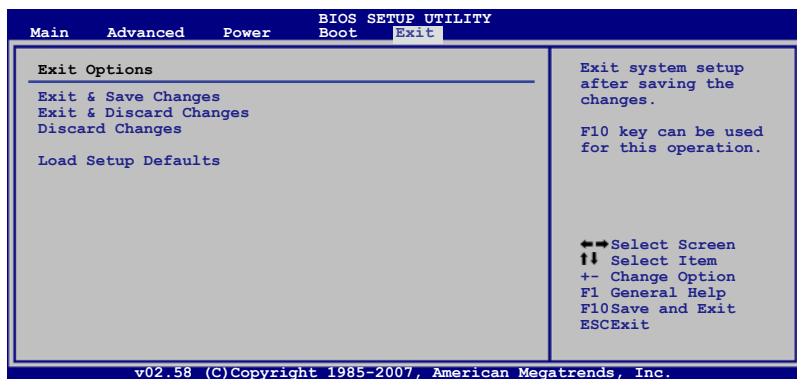 BIOS SETUP UTILITY
Main Advanced Power Boot Exit
Exit Options
Exit & Save Changes
Exit & Discard Changes
Discard Changes
Load Setup Defaults
Exit system setup
after saving the
changes.
F10 key can be used
for this operation.
←→Select Screen
↑↓ Select Item
+- Change Option
F1 General Help
F10Save and Exit
ESCExit
v02.58 (C)Copyright 1985-2007, American Megatrends, Inc.